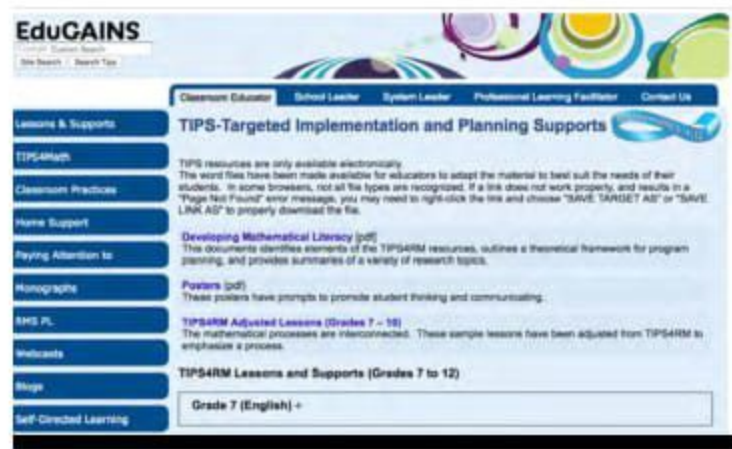 EduGAINS
Custom Search
Site Search | Search Tips
Classroom Educator School Leader System Leader Professional Learning Facilitator Contact Us
Lessons & Supports
TIPS4Math
Classroom Practices
Home Support
Paying Attention to
Monographs
RMS PL
Webcasts
Blogs
Self-Directed Learning
TIPS-Targeted Implementation and Planning Supports
TIPS resources are only available electronically.
The word files have been made available for educators to adapt the material to best suit the needs of their
students. In some browsers, not all file types are recognized. If a link does not work properly, and results in a
"Page Not Found" error message, you may need to right-click the link and choose "SAVE TARGET AS" or "SAVE
LINK AS" to properly download the file.
Developing Mathematical Literacy (pdf)
This documents identifies elements of the TIPS4RM resources, outlines a theoretical framework for program
planning, and provides summaries of a variety of research topics.
Posters (pdf)
These posters have prompts to promote student thinking and communicating.
TIPS4RM Adjusted Lessons (Grades 7 – 10)
The mathematical processes are interconnected. These sample lessons have been adjusted from TIPS4RM to
emphasize a process.
TIPS4RM Lessons and Supports (Grades 7 to 12)
Grade 7 (English) +